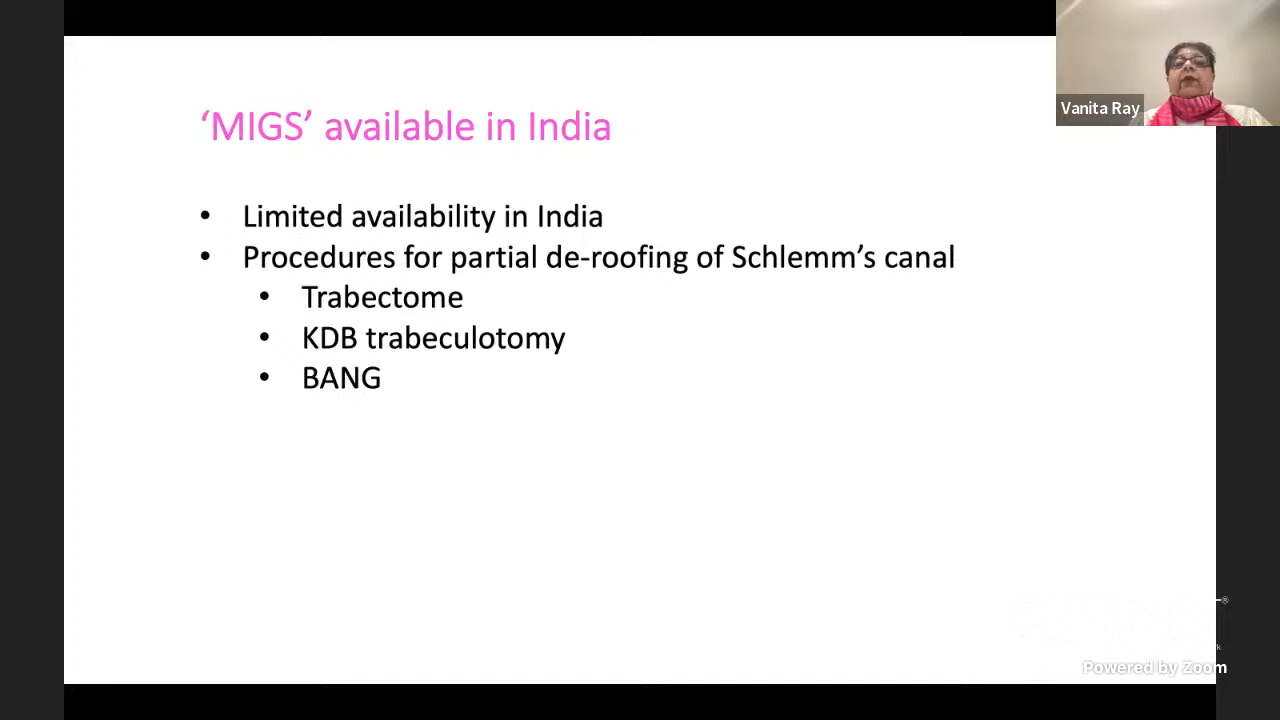 ‘MIGS’ available in India
• Limited availability in India
• Procedures for partial de-roofing of Schlemm’s canal
• Trabectome
• KDB trabeculotomy
• BANG
Vanita Ray
®
k
Powered by Zoom